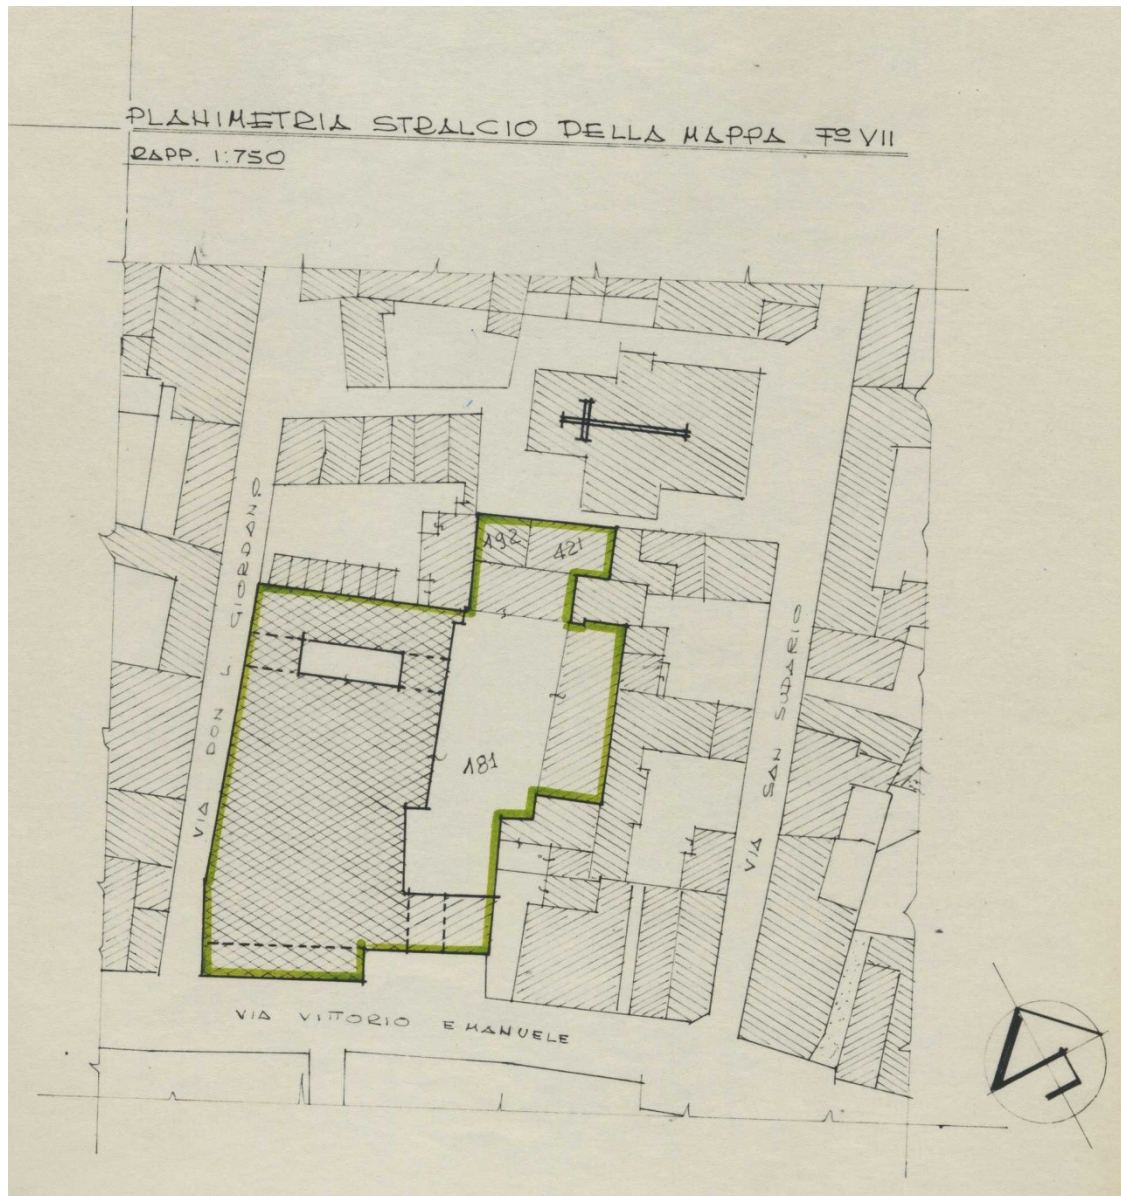 PLANIMETRIA STRALCIO DELLA MAPPA Fº VII
RAPP. 1:750
192
421
VIA DON L GIORDANO
181
VIA SAN SUDARIO
VIA VITTORIO EMANUELE